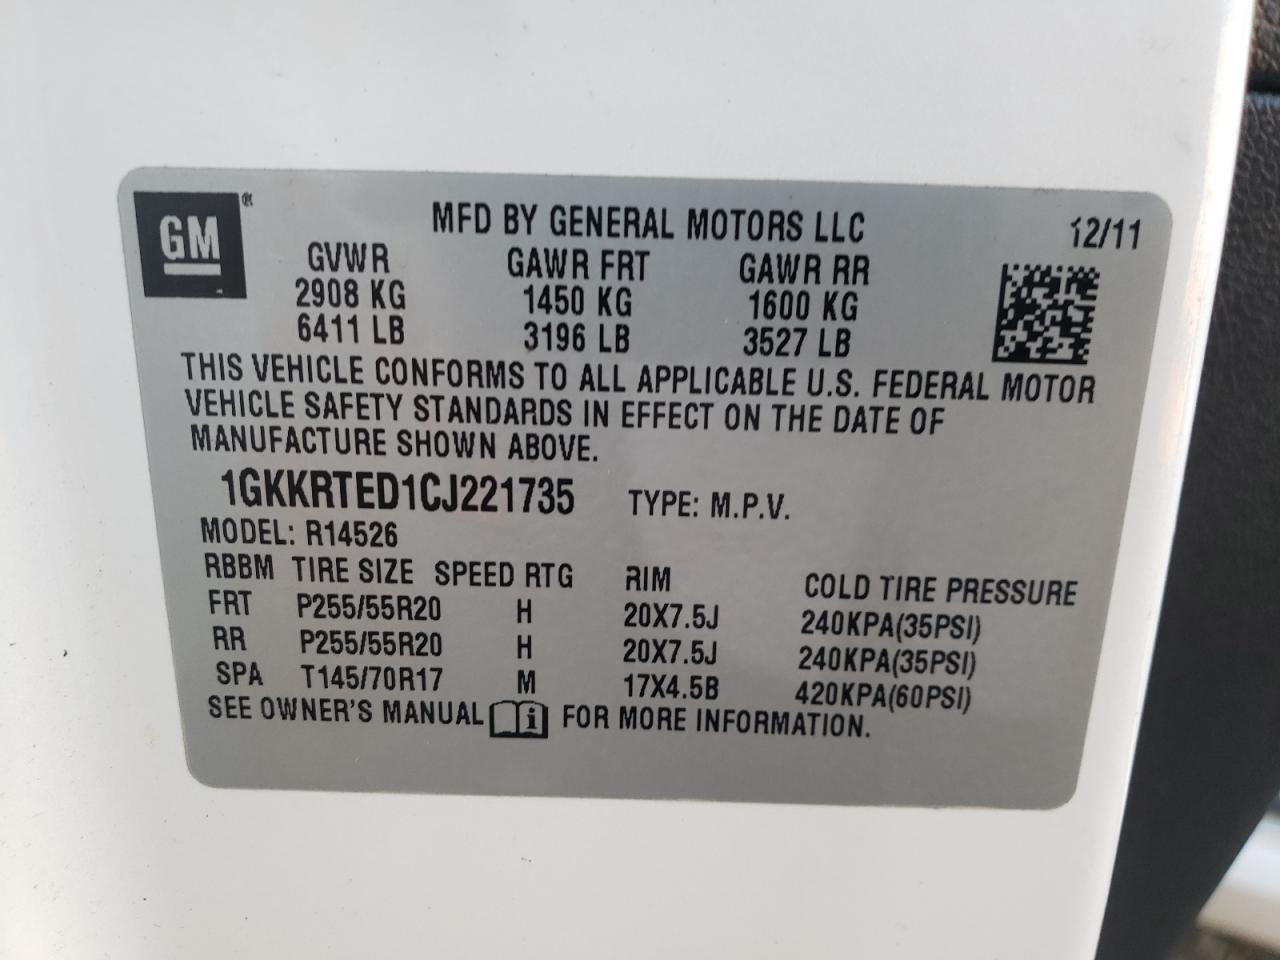 GM ®
MFD BY GENERAL MOTORS LLC 12/11
GVWR GAWR FRT GAWR RR
2908 KG 1450 KG 1600 KG
6411 LB 3196 LB 3527 LB
THIS VEHICLE CONFORMS TO ALL APPLICABLE U.S. FEDERAL MOTOR
VEHICLE SAFETY STANDARDS IN EFFECT ON THE DATE OF
MANUFACTURE SHOWN ABOVE.
1GKKRTED1CJ221735 TYPE: M.P.V.
MODEL: R14526
RBBM TIRE SIZE SPEED RTG RIM COLD TIRE PRESSURE
FRT P255/55R20 H 20X7.5J 240KPA(35PSI)
RR P255/55R20 H 20X7.5J 240KPA(35PSI)
SPA T145/70R17 M 17X4.5B 420KPA(60PSI)
SEE OWNER'S MANUAL i FOR MORE INFORMATION.